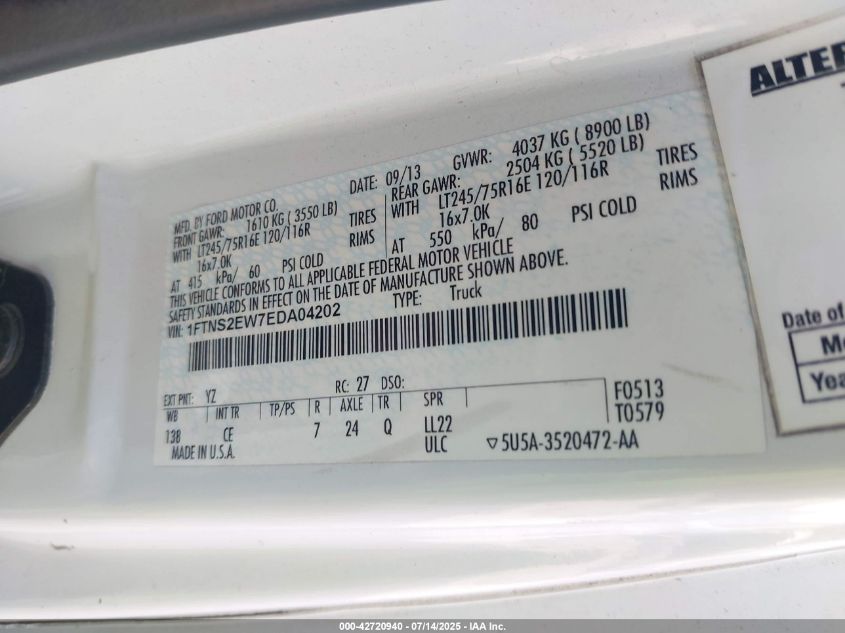 MFD. BY FORD MOTOR CO.
DATE: 09/13 GVWR: 4037 KG ( 8900 LB)
FRONT GAWR: 1610 KG ( 3550 LB)
REAR GAWR: 2504 KG ( 5520 LB)
WITH LT245/75R16E 120/116R TIRES
WITH LT245/75R16E 120/116R TIRES
16x7.0K RIMS
16x7.0K RIMS
AT 415 kPa/ 60 PSI COLD
AT 550 kPa/ 80 PSI COLD
THIS VEHICLE CONFORMS TO ALL APPLICABLE FEDERAL MOTOR VEHICLE
SAFETY STANDARDS IN EFFECT ON THE DATE OF MANUFACTURE SHOWN ABOVE.
VIN: 1FTNS2EW7EDA04202 TYPE: Truck
EXT PNT: YZ RC: 27 DSO:
WB INT TR TP/PS R AXLE TR SPR F0513
138 CE 7 24 Q LL22 T0579
MADE IN U.S.A. ULC ▽5U5A-3520472-AA
ALTER
Date of
Yea
000-42720940 - 07/14/2025 - IAA Inc.